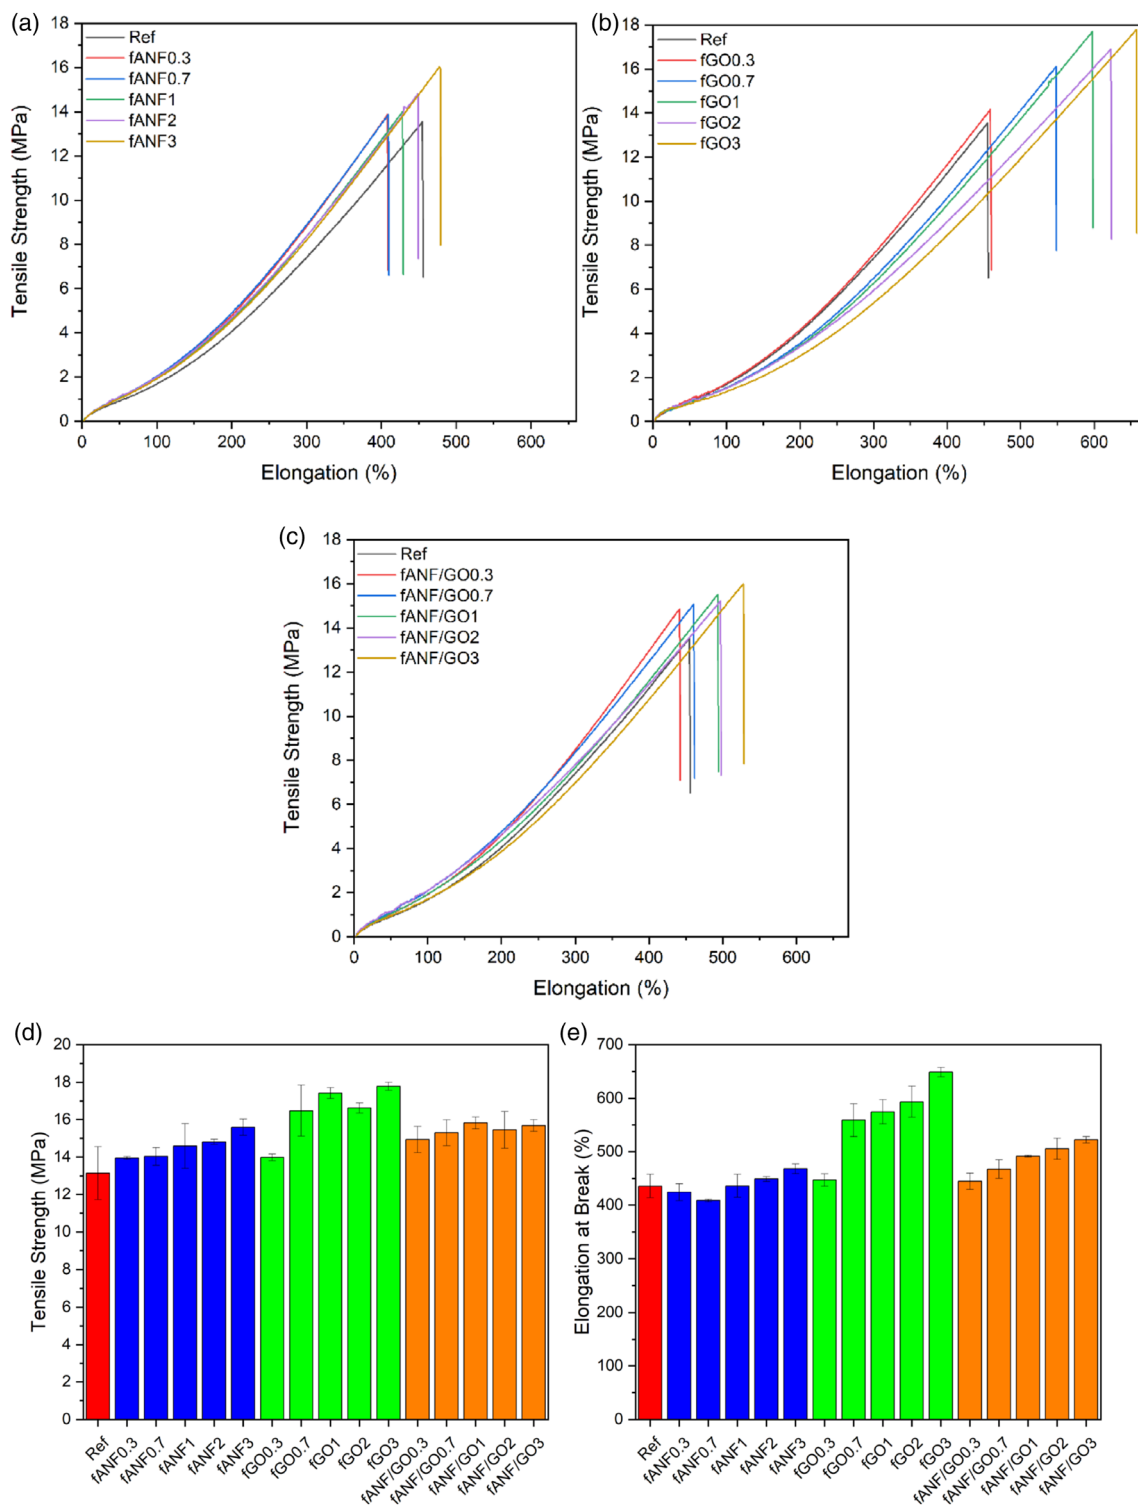 (a)
18
16
14
12
10
8
6
4
2
0
Tensile Strength (MPa)
Ref
fANF0.3
fANF0.7
fANF1
fANF2
fANF3
0 100 200 300 400 500 600
Elongation (%)
(b)
18
16
14
12
10
8
6
4
2
0
Tensile Strength (MPa)
Ref
fGO0.3
fGO0.7
fGO1
fGO2
fGO3
0 100 200 300 400 500 600
Elongation (%)
(c)
18
16
14
12
10
8
6
4
2
0
Tensile Strength (MPa)
Ref
fANF/GO0.3
fANF/GO0.7
fANF/GO1
fANF/GO2
fANF/GO3
0 100 200 300 400 500 600
Elongation (%)
(d)
20
18
16
14
12
10
8
6
4
2
0
Tensile Strength (MPa)
Ref
fANF0.3
fANF0.7
fANF1
fANF2
fANF3
fGO0.3
fGO0.7
fGO1
fGO2
fGO3
fANF/GO0.3
fANF/GO0.7
fANF/GO1
fANF/GO2
fANF/GO3
(e)
700
600
500
400
300
200
100
0
Elongation at Break (%)
Ref
fANF0.3
fANF0.7
fANF1
fANF2
fANF3
fGO0.3
fGO0.7
fGO1
fGO2
fGO3
fANF/GO0.3
fANF/GO0.7
fANF/GO1
fANF/GO2
fANF/GO3